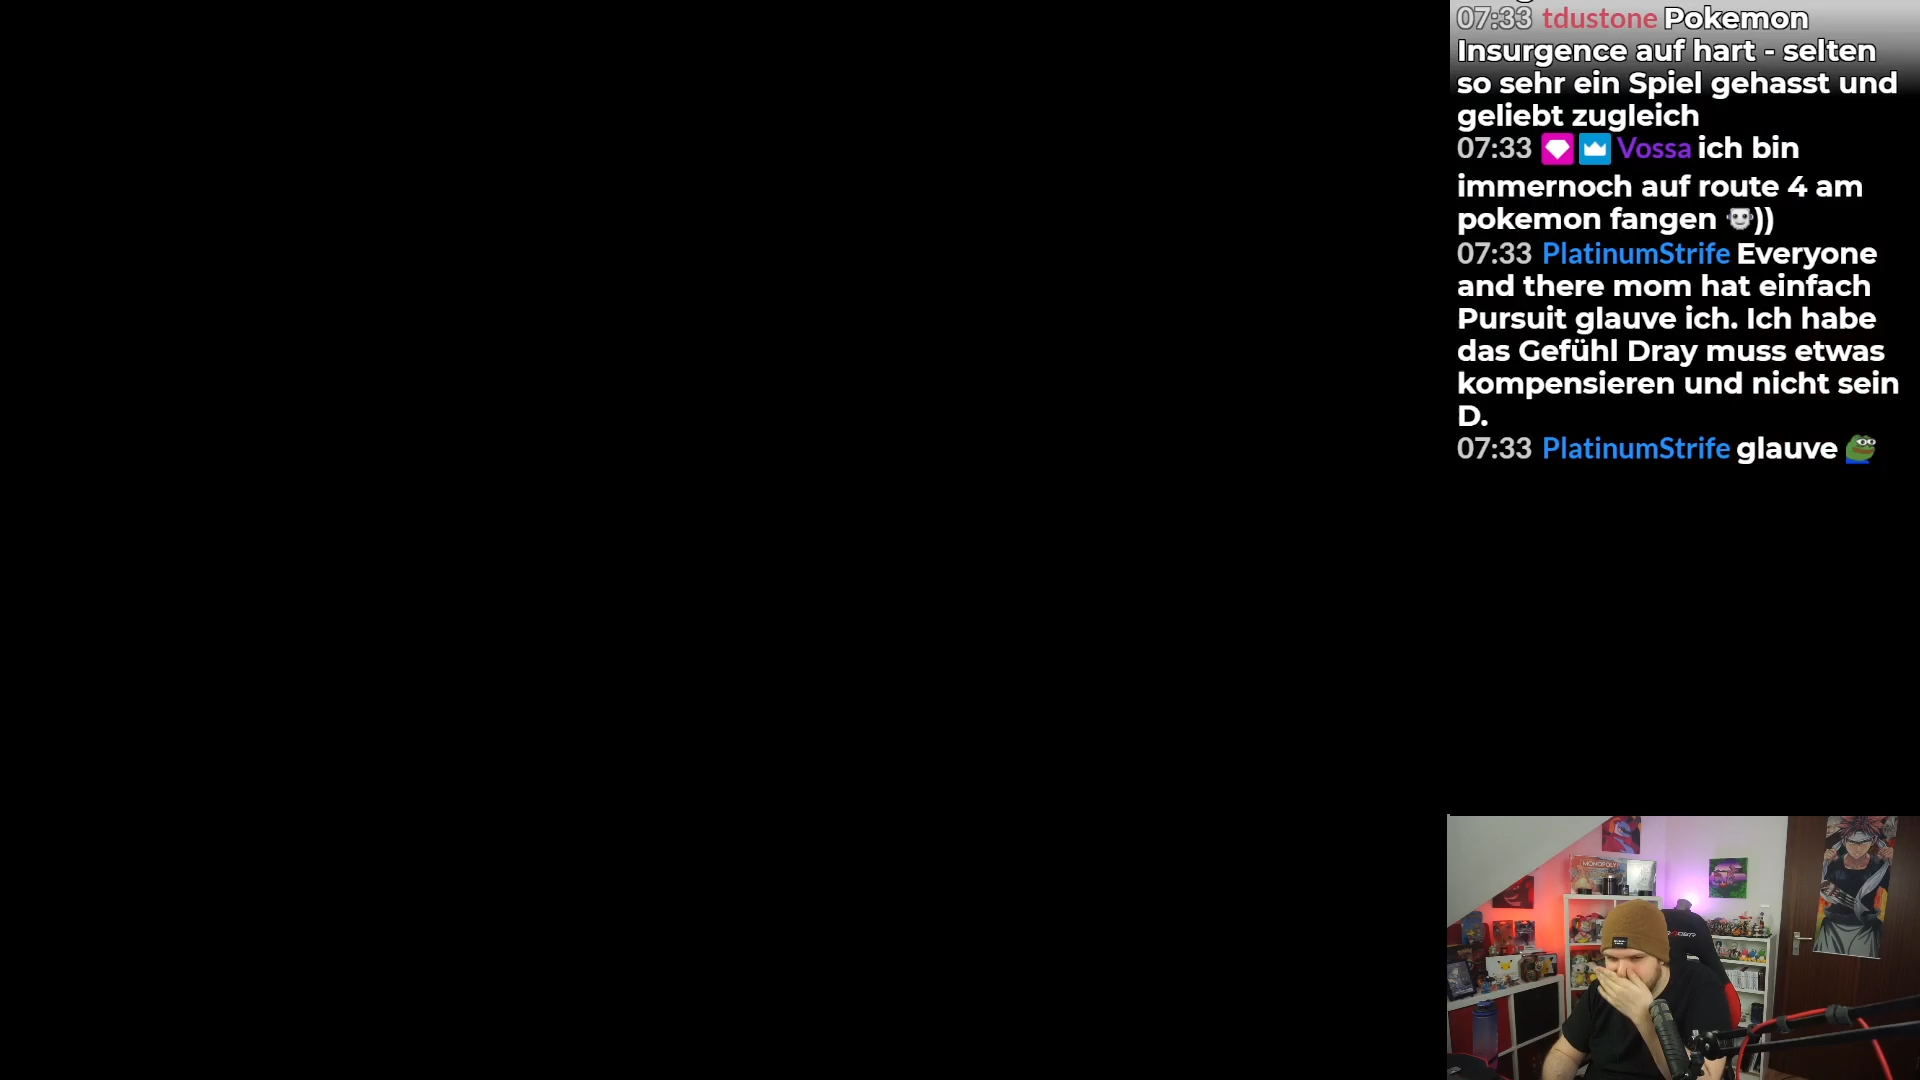 07:33 tdustone Pokemon
Insurgence auf hart - selten
so sehr ein Spiel gehasst und
geliebt zugleich
07:33 Vossa ich bin
immernoch auf route 4 am
pokemon fangen ))
07:33 PlatinumStrife Everyone
and there mom hat einfach
Pursuit glauve ich. Ich habe
das Gefühl Dray muss etwas
kompensieren und nicht sein
D.
07:33 PlatinumStrife glauve
MONOPOLY